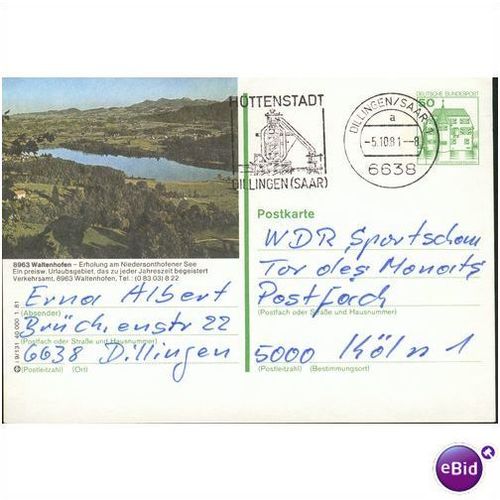 HÜTTENSTADT
DILLINGEN (SAAR)
DILLINGEN/SAAR 1
a
-5.10.81-8
6638
DEUTSCHE BUNDESPOST
50
8963 Waltenhofen – Erholung am Niedersonthofener See
Ein preisw. Urlaubsgebiet, das zu jeder Jahreszeit begeistert
Verkehrsamt, 8963 Waltenhofen, Tel.: (0 83 03) 8 22
Erna Albert
(Absender)
Brückenstr 22
(Postfach oder Straße und Hausnummer)
6638 Dillingen
(Postleitzahl) (Ort)
Postkarte
WDR Sportschau
Tor des Monats
Postfach
(Postfach oder Straße und Hausnummer)
5000 Köln 1
(Postleitzahl) (Bestimmungsort)
eBid